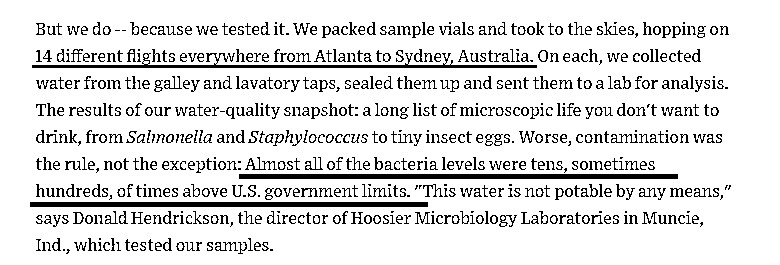 But we do -- because we tested it. We packed sample vials and took to the skies, hopping on
14 different flights everywhere from Atlanta to Sydney, Australia. On each, we collected
water from the galley and lavatory taps, sealed them up and sent them to a lab for analysis.
The results of our water-quality snapshot: a long list of microscopic life you don't want to
drink, from Salmonella and Staphylococcus to tiny insect eggs. Worse, contamination was
the rule, not the exception: Almost all of the bacteria levels were tens, sometimes
hundreds, of times above U.S. government limits. "This water is not potable by any means,"
says Donald Hendrickson, the director of Hoosier Microbiology Laboratories in Muncie,
Ind., which tested our samples.